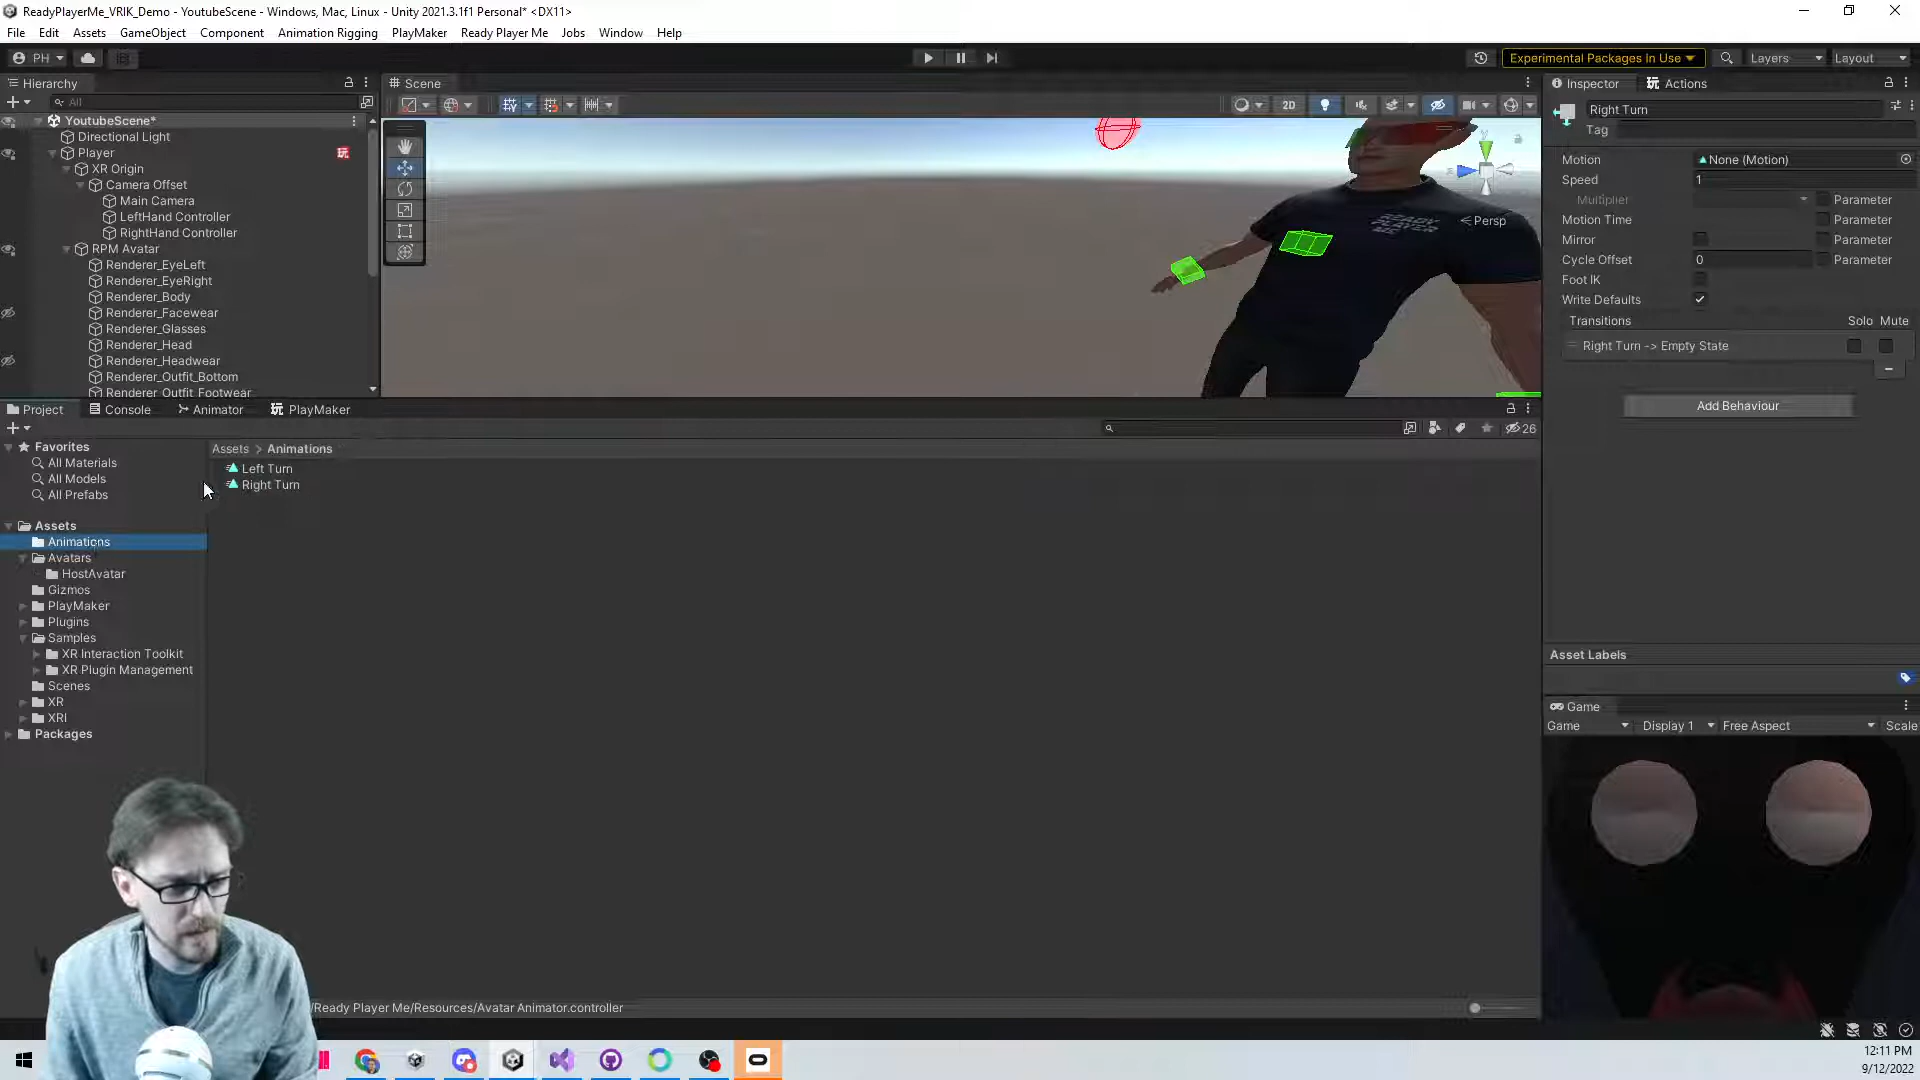 ReadyPlayerMe_VRIK_Demo - YoutubeScene - Windows, Mac, Linux - Unity 2021.3.1f1 Personal* <DX11>
File Edit Assets GameObject Component Animation Rigging PlayMaker Ready Player Me Jobs Window Help
PH
Experimental Packages In Use
Layers
Layout
Hierarchy
Scene
Inspector
Actions
All
2D
YoutubeScene*
Directional Light
Player
XR Origin
Camera Offset
Main Camera
LeftHand Controller
RightHand Controller
RPM Avatar
Renderer_EyeLeft
Renderer_EyeRight
Renderer_Body
Renderer_Facewear
Renderer_Glasses
Renderer_Head
Renderer_Headwear
Renderer_Outfit_Bottom
Renderer_Outfit_Footwear
READY
PLAYER
ME
y
Persp
Right Turn
Tag
Motion None (Motion)
Speed 1
Multiplier Parameter
Motion Time Parameter
Mirror Parameter
Cycle Offset 0 Parameter
Foot IK
Write Defaults
Transitions Solo Mute
Right Turn -> Empty State
Add Behaviour
Project
Console
Animator
PlayMaker
26
Favorites
All Materials
All Models
All Prefabs
Assets
Animations
Avatars
HostAvatar
Gizmos
PlayMaker
Plugins
Samples
XR Interaction Toolkit
XR Plugin Management
Scenes
XR
XRI
Packages
Assets > Animations
Left Turn
Right Turn
/Ready Player Me/Resources/Avatar Animator.controller
Asset Labels
Game
Game Display 1 Free Aspect Scale
12:11 PM
9/12/2022